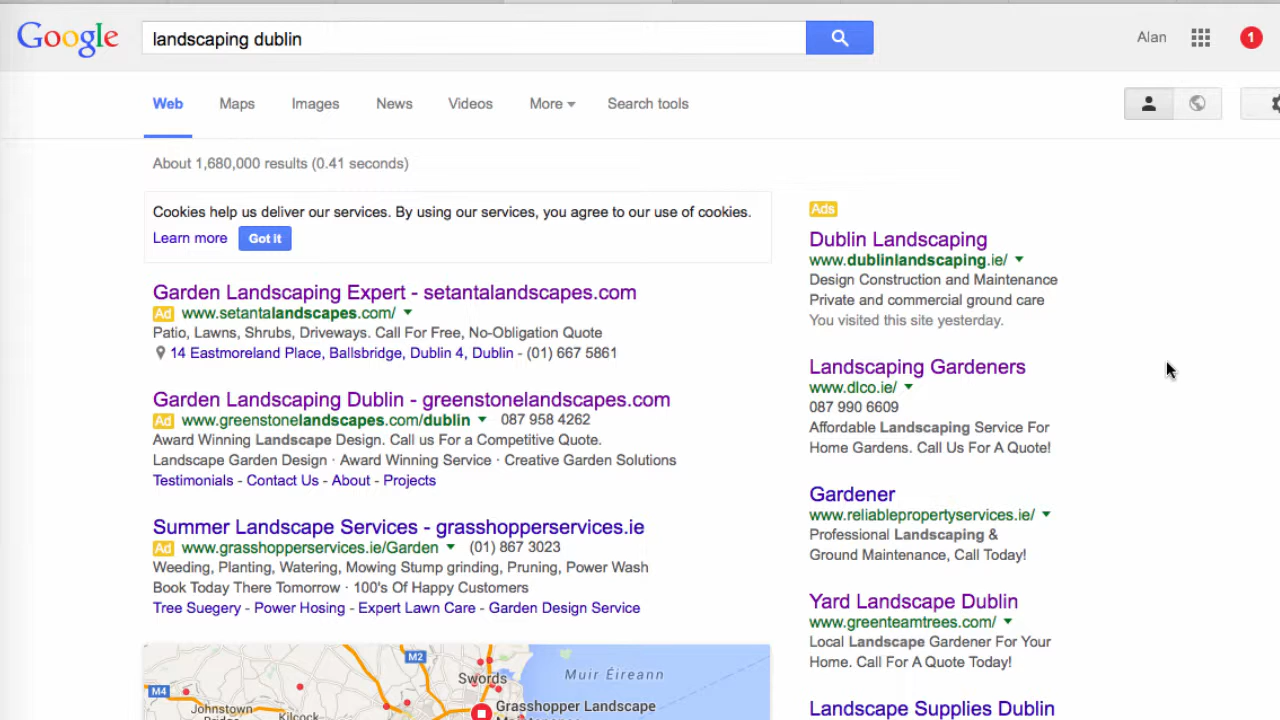 Google
landscaping dublin
Alan
1
Web Maps Images News Videos More Search tools
About 1,680,000 results (0.41 seconds)
Cookies help us deliver our services. By using our services, you agree to our use of cookies.
Learn more Got it
Garden Landscaping Expert - setantalandscapes.com
Ad www.setantalandscapes.com/
Patio, Lawns, Shrubs, Driveways. Call For Free, No-Obligation Quote
14 Eastmoreland Place, Ballsbridge, Dublin 4, Dublin - (01) 667 5861
Garden Landscaping Dublin - greenstonelandscapes.com
Ad www.greenstonelandscapes.com/dublin 087 958 4262
Award Winning Landscape Design. Call us For a Competitive Quote.
Landscape Garden Design · Award Winning Service · Creative Garden Solutions
Testimonials - Contact Us - About - Projects
Summer Landscape Services - grasshopperservices.ie
Ad www.grasshopperservices.ie/Garden (01) 867 3023
Weeding, Planting, Watering, Mowing Stump grinding, Pruning, Power Wash
Book Today There Tomorrow · 100's Of Happy Customers
Tree Suegery - Power Hosing - Expert Lawn Care - Garden Design Service
M2
Muir Éireann
Swords
M4
Johnstown
Kilcock
Grasshopper Landscape
Ads
Dublin Landscaping
www.dublinlandscaping.ie/
Design Construction and Maintenance
Private and commercial ground care
You visited this site yesterday.
Landscaping Gardeners
www.dlco.ie/
087 990 6609
Affordable Landscaping Service For
Home Gardens. Call Us For A Quote!
Gardener
www.reliablepropertyservices.ie/
Professional Landscaping &
Ground Maintenance, Call Today!
Yard Landscape Dublin
www.greenteamtrees.com/
Local Landscape Gardener For Your
Home. Call For A Quote Today!
Landscape Supplies Dublin